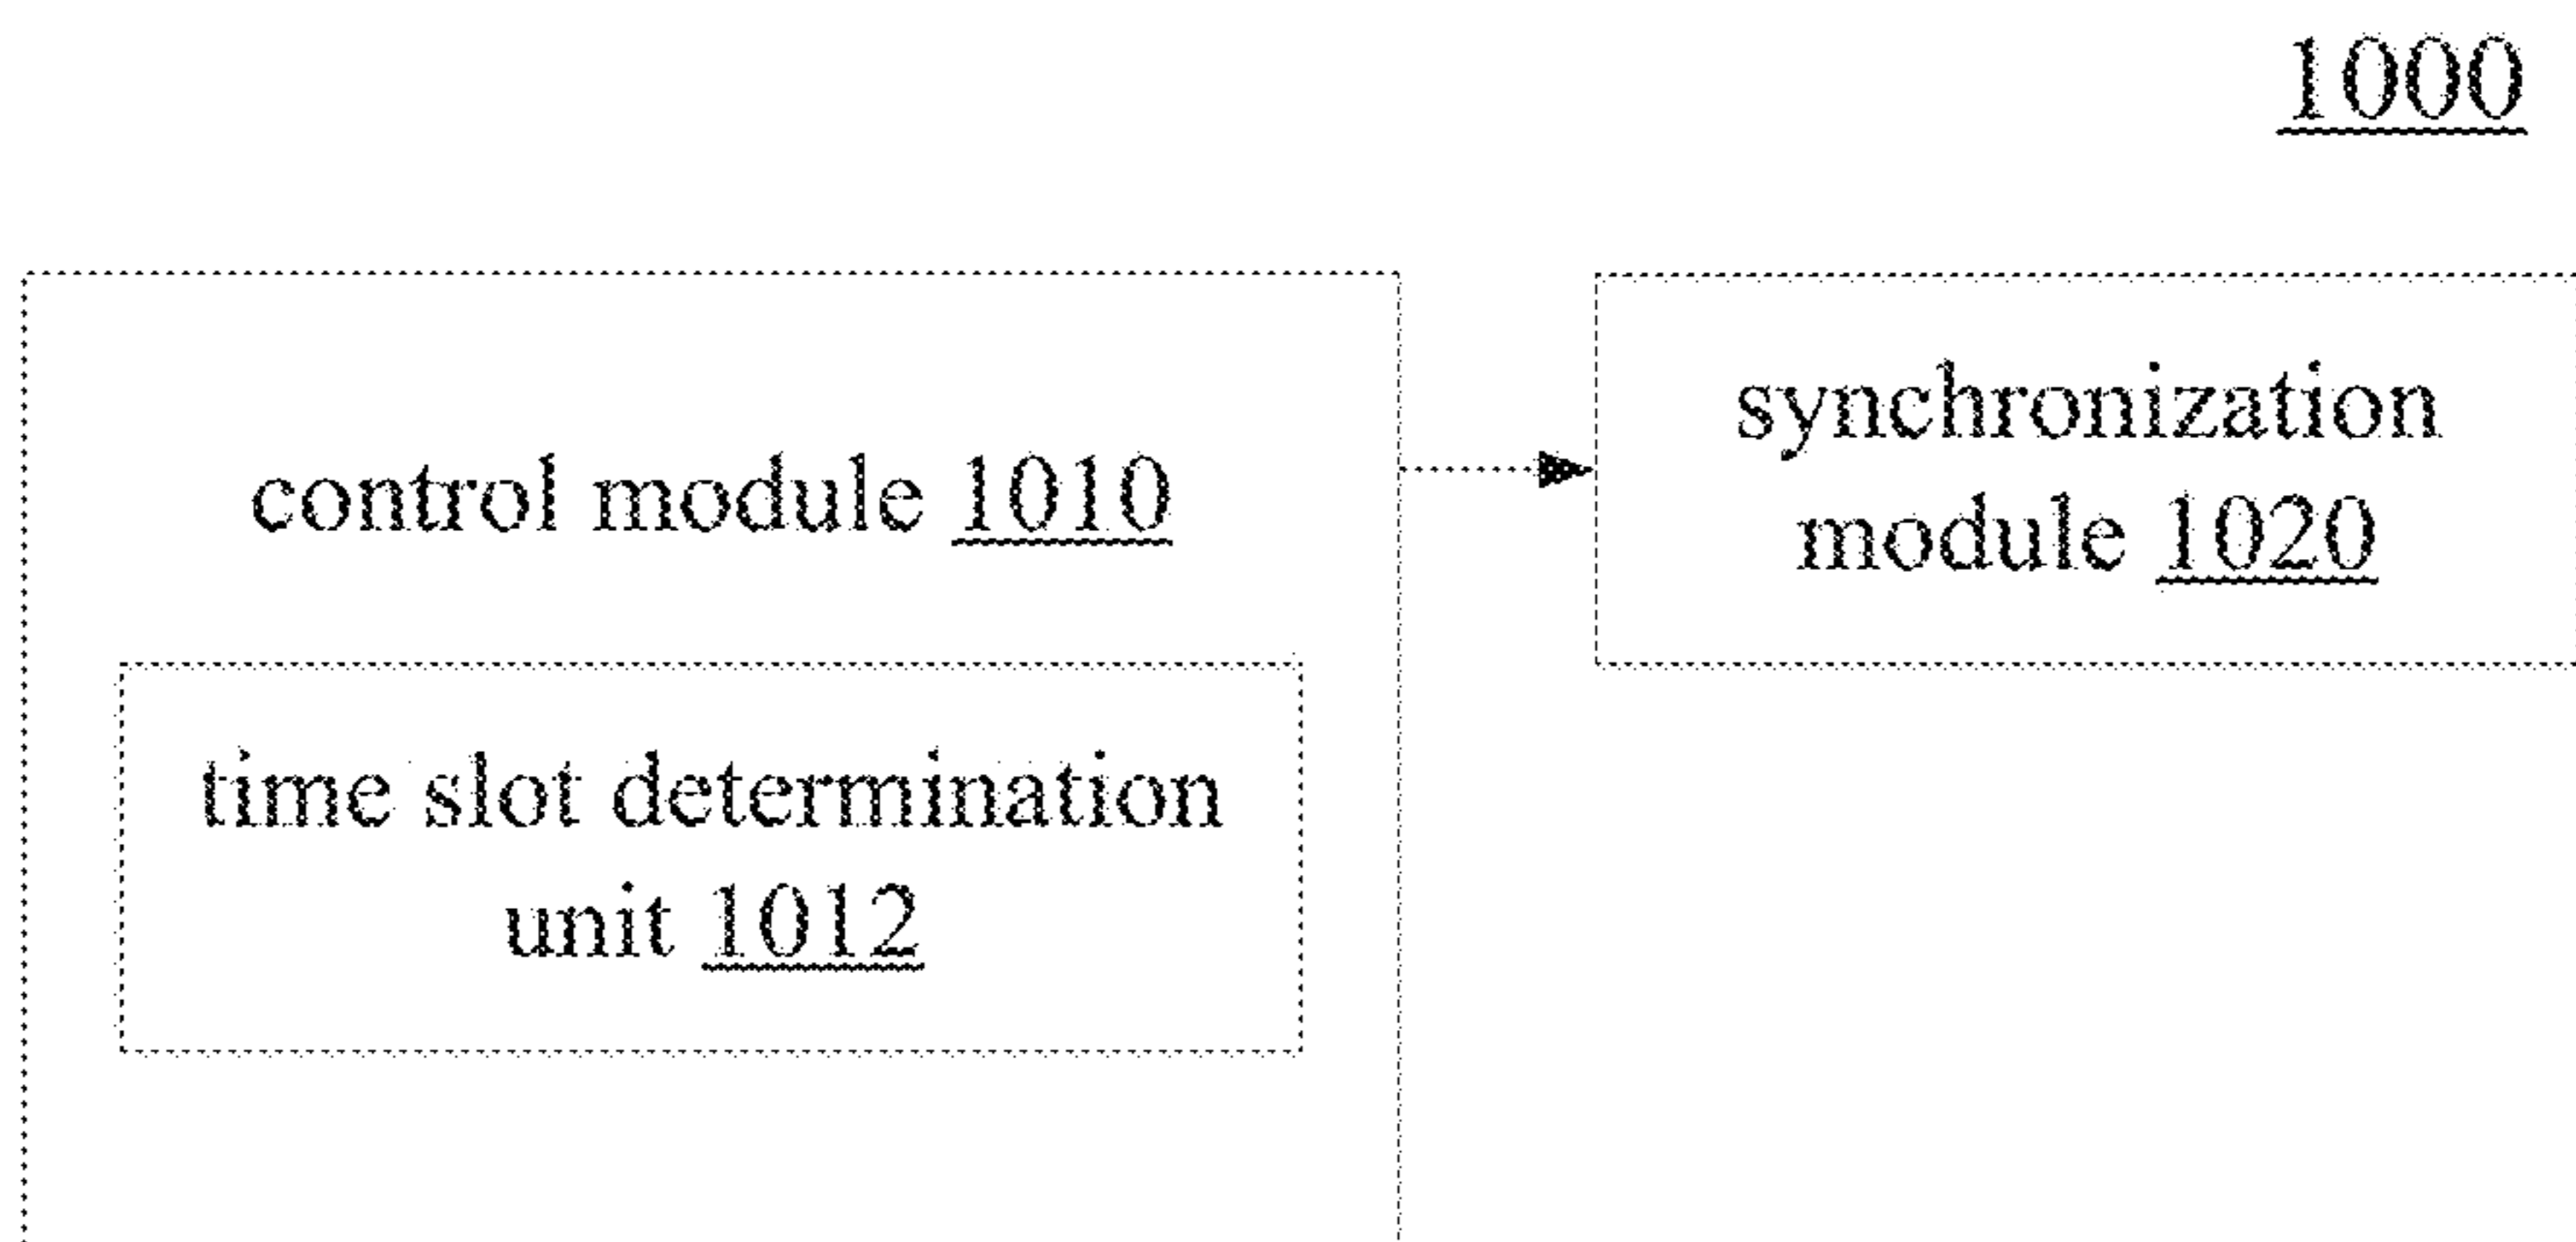 1000
control module 1010
synchronization
module 1020
time slot determination
unit 1012